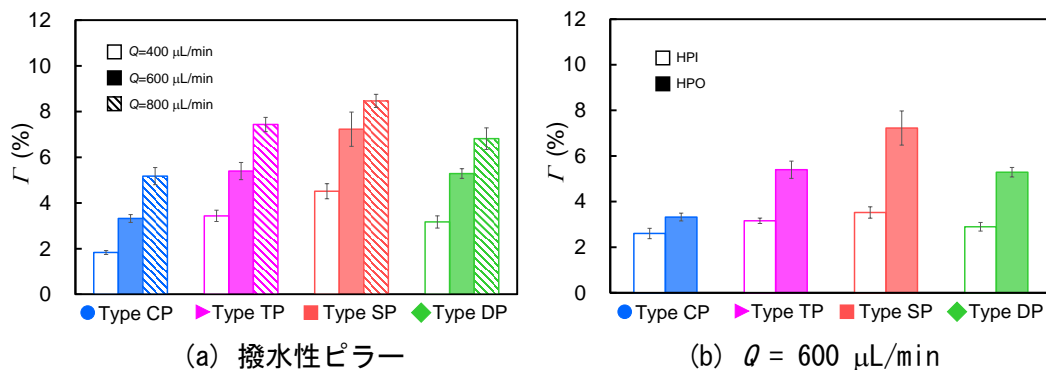 12
10
8
6
4
2
0
Γ (%)
Q=400 μL/min
Q=600 μL/min
Q=800 μL/min
Type CP
Type TP
Type SP
Type DP
(a) 撥水性ピラー
12
10
8
6
4
2
0
Γ (%)
HPI
HPO
Type CP
Type TP
Type SP
Type DP
(b) Q = 600 μL/min